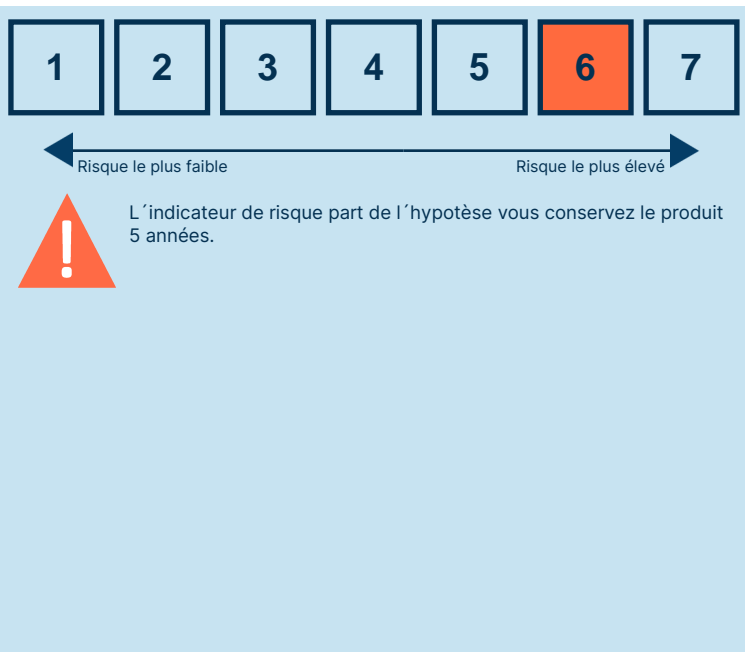 1 2 3 4 5 6 7
Risque le plus faible Risque le plus élevé
!
L´indicateur de risque part de l´hypotèse vous conservez le produit
5 années.